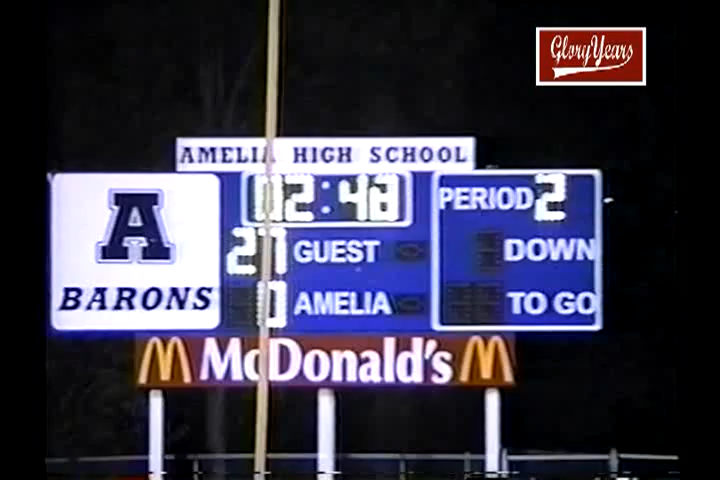 GloryYears
AMELIA HIGH SCHOOL
02:48 PERIOD 2
27 GUEST DOWN
A
0 AMELIA TO GO
BARONS
McDonald's